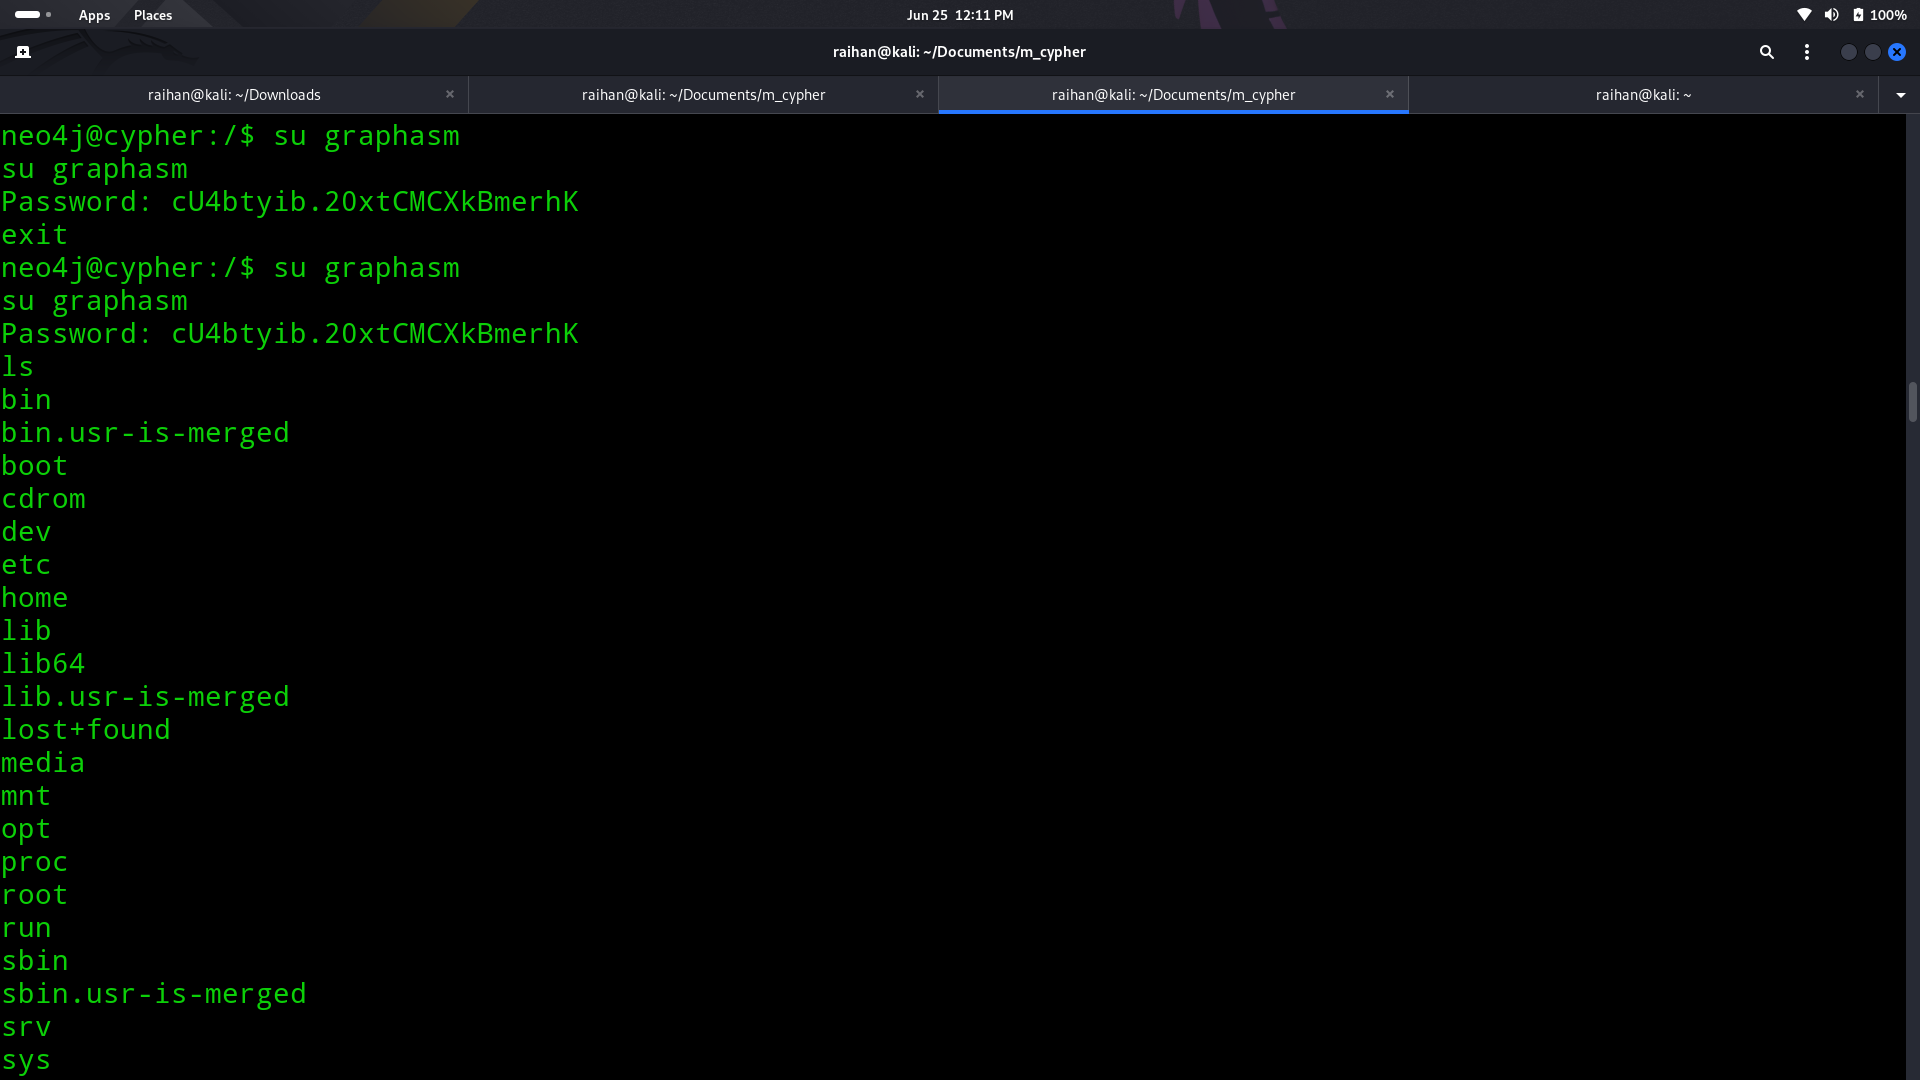 Apps Places Jun 25 12:11 PM 100%
raihan@kali: ~/Documents/m_cypher
raihan@kali: ~/Downloads raihan@kali: ~/Documents/m_cypher raihan@kali: ~/Documents/m_cypher raihan@kali: ~
neo4j@cypher:/$ su graphasm
su graphasm
Password: cU4btyib.20xtCMCXkBmerhK
exit
neo4j@cypher:/$ su graphasm
su graphasm
Password: cU4btyib.20xtCMCXkBmerhK
ls
bin
bin.usr-is-merged
boot
cdrom
dev
etc
home
lib
lib64
lib.usr-is-merged
lost+found
media
mnt
opt
proc
root
run
sbin
sbin.usr-is-merged
srv
sys